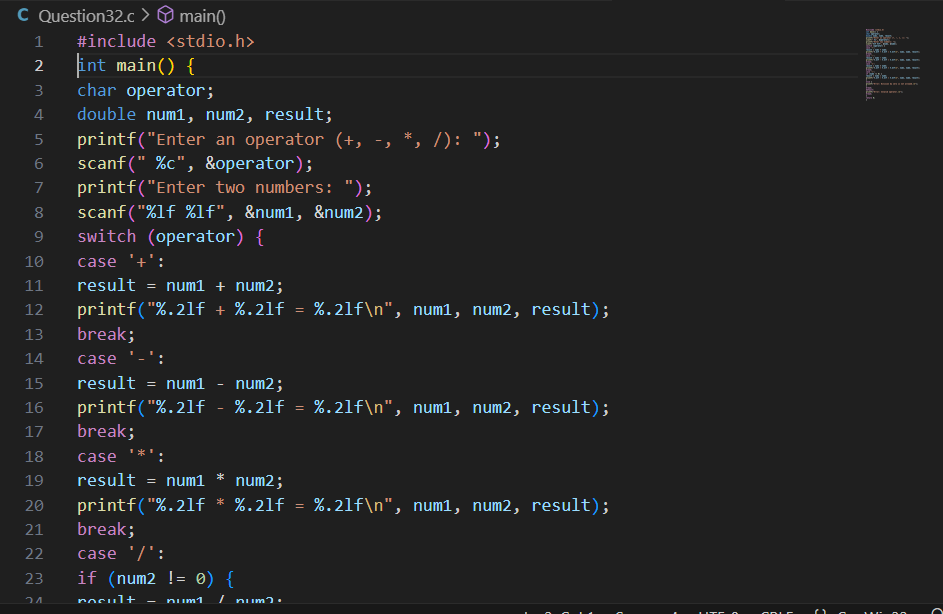 Question32.c > main()
1 #include <stdio.h>
2 int main() {
3 char operator;
4 double num1, num2, result;
5 printf("Enter an operator (+, -, *, /): ");
6 scanf(" %c", &operator);
7 printf("Enter two numbers: ");
8 scanf("%lf %lf", &num1, &num2);
9 switch (operator) {
10 case '+':
11 result = num1 + num2;
12 printf("%.2lf + %.2lf = %.2lf\n", num1, num2, result);
13 break;
14 case '-':
15 result = num1 - num2;
16 printf("%.2lf - %.2lf = %.2lf\n", num1, num2, result);
17 break;
18 case '*':
19 result = num1 * num2;
20 printf("%.2lf * %.2lf = %.2lf\n", num1, num2, result);
21 break;
22 case '/':
23 if (num2 != 0) {
24 result = num1 / num2;